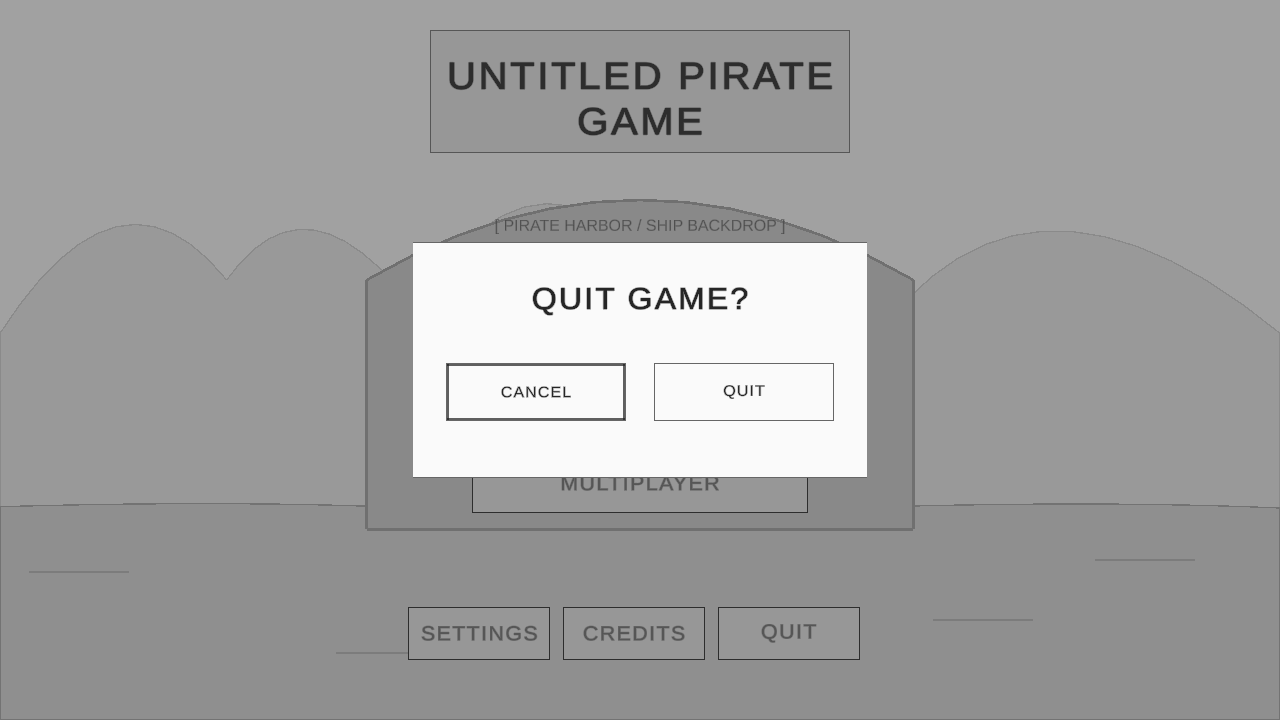 UNTITLED PIRATE
GAME
[ PIRATE HARBOR / SHIP BACKDROP ]
QUIT GAME?
CANCEL
QUIT
MULTIPLAYER
SETTINGS
CREDITS
QUIT